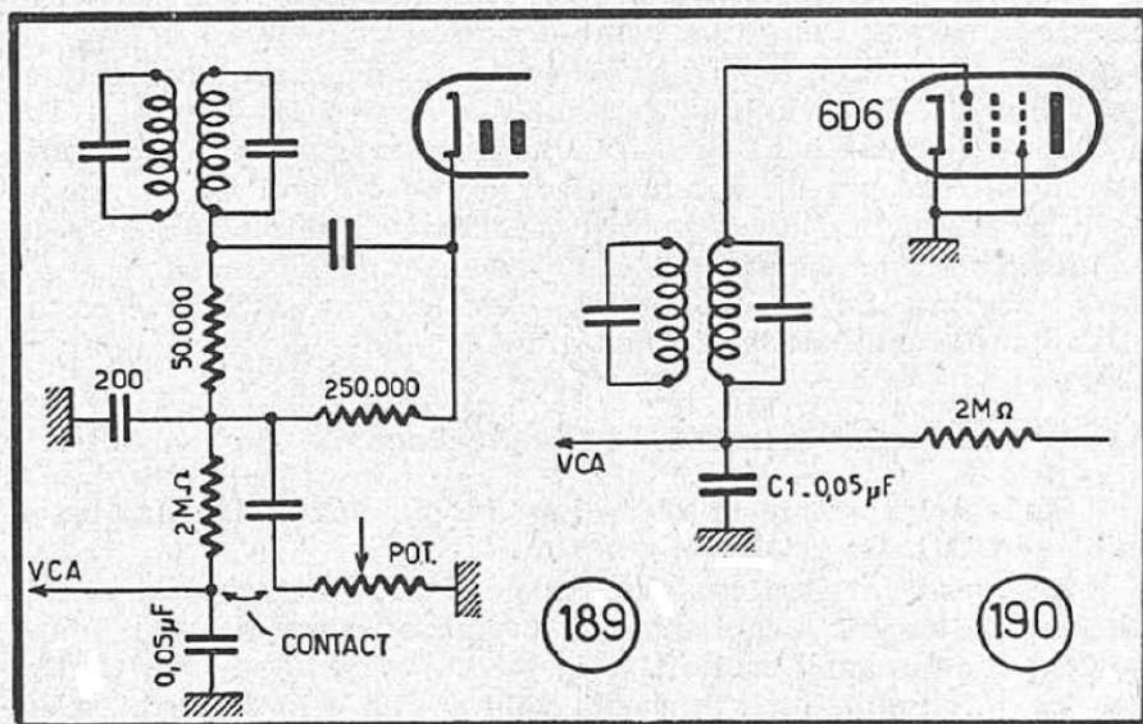 50.000
200
250.000
2MΩ
VCA
POT.
CONTACT
0,05µF
189
6D6
VCA
2MΩ
C1_0,05µF
190